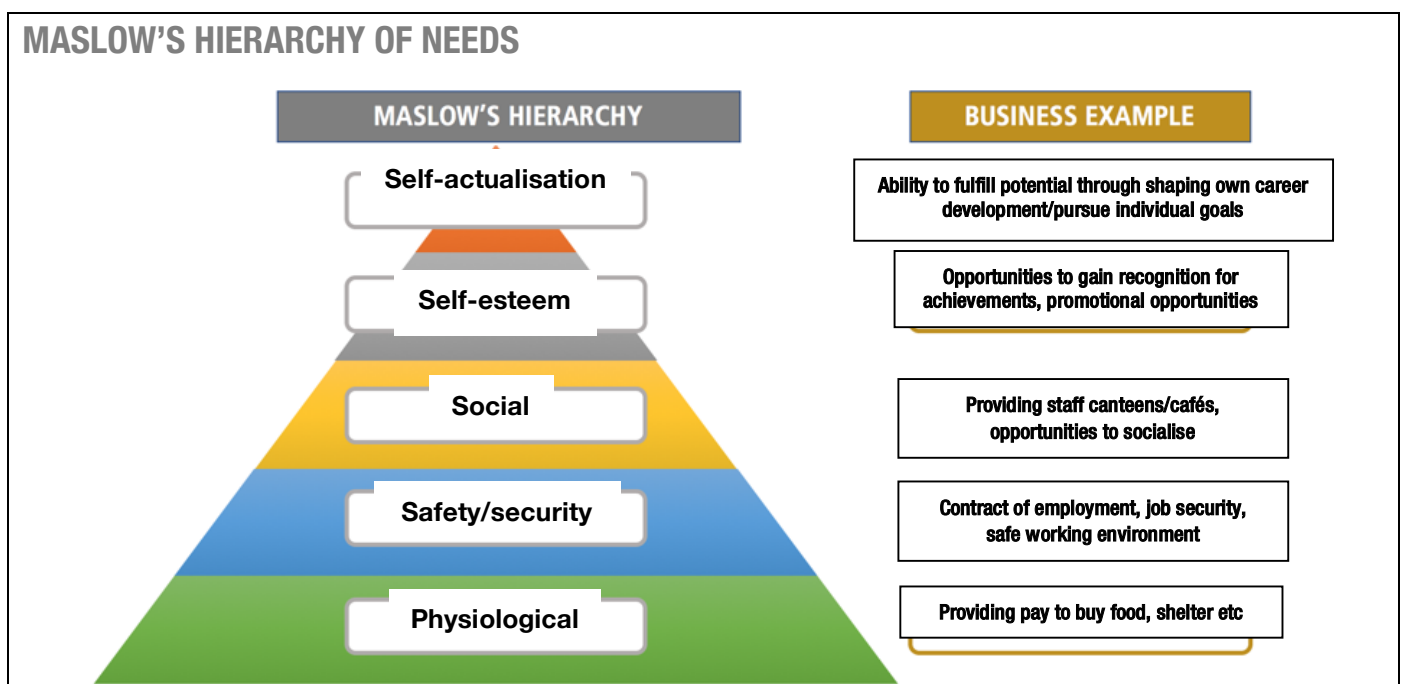 MASLOW'S HIERARCHY OF NEEDS
MASLOW'S HIERARCHY
BUSINESS EXAMPLE
Self-actualisation
Ability to fulfill potential through shaping own career
development/pursue individual goals
Self-esteem
Opportunities to gain recognition for
achievements, promotional opportunities
Social
Providing staff canteens/cafés,
opportunities to socialise
Safety/security
Contract of employment, job security,
safe working environment
Physiological
Providing pay to buy food, shelter etc